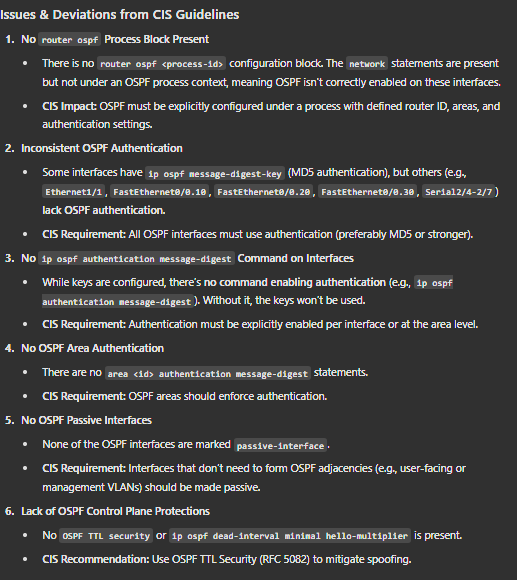 Issues & Deviations from CIS Guidelines
1. No router ospf Process Block Present
• There is no router ospf <process-id> configuration block. The network statements are present
but not under an OSPF process context, meaning OSPF isn't correctly enabled on these interfaces.
• CIS Impact: OSPF must be explicitly configured under a process with defined router ID, areas, and
authentication settings.
2. Inconsistent OSPF Authentication
• Some interfaces have ip ospf message-digest-key (MD5 authentication), but others (e.g.,
Ethernet1/1, FastEthernet0/0.10, FastEthernet0/0.20, FastEthernet0/0.30, Serial2/4-2/7)
lack OSPF authentication.
• CIS Requirement: All OSPF interfaces must use authentication (preferably MD5 or stronger).
3. No ip ospf authentication message-digest Command on Interfaces
• While keys are configured, there's no command enabling authentication (e.g., ip ospf
authentication message-digest). Without it, the keys won't be used.
• CIS Requirement: Authentication must be explicitly enabled per interface or at the area level.
4. No OSPF Area Authentication
• There are no area <id> authentication message-digest statements.
• CIS Requirement: OSPF areas should enforce authentication.
5. No OSPF Passive Interfaces
• None of the OSPF interfaces are marked passive-interface.
• CIS Requirement: Interfaces that don't need to form OSPF adjacencies (e.g., user-facing or
management VLANs) should be made passive.
6. Lack of OSPF Control Plane Protections
• No OSPF TTL security or ip ospf dead-interval minimal hello-multiplier is present.
• CIS Recommendation: Use OSPF TTL Security (RFC 5082) to mitigate spoofing.